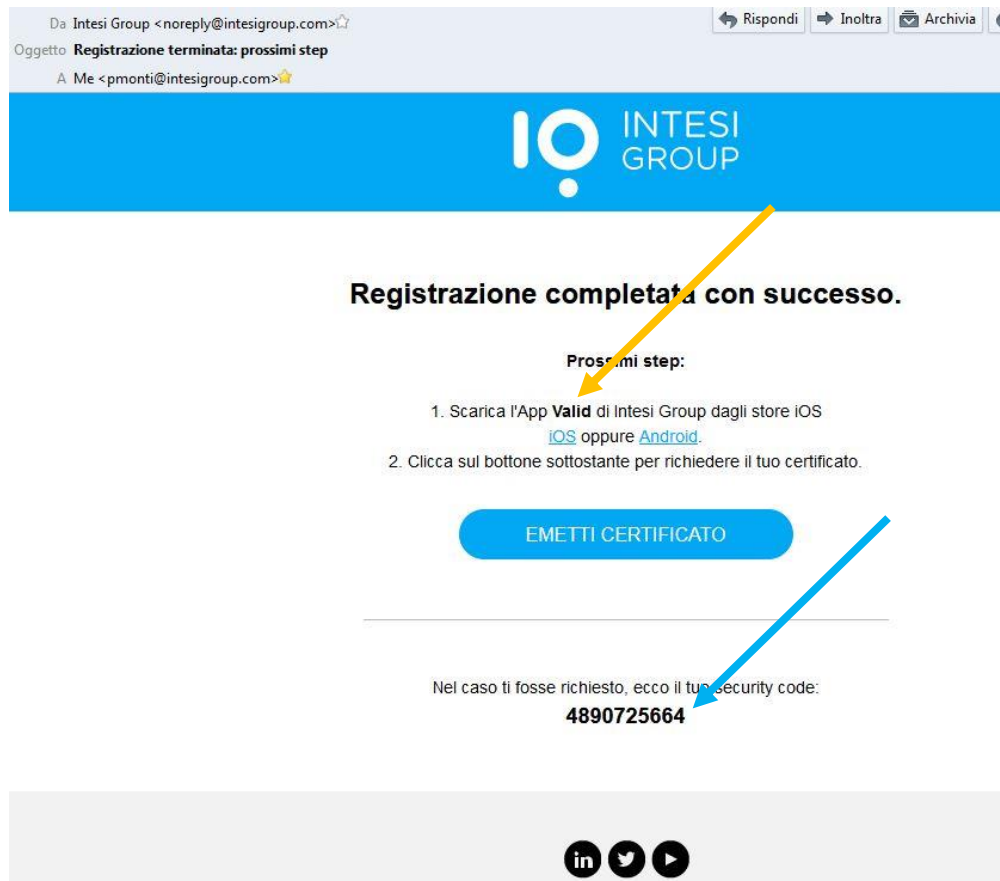 Da Intesi Group <noreply@intesigroup.com>
Rispondi Inoltra Archivia
Oggetto Registrazione terminata: prossimi step
A Me <pmonti@intesigroup.com>
INTESI
GROUP
Registrazione completata con successo.
Prossimi step:
1. Scarica l'App Valid di Intesi Group dagli store iOS
iOS oppure Android.
2. Clicca sul bottone sottostante per richiedere il tuo certificato.
EMETTI CERTIFICATO
Nel caso ti fosse richiesto, ecco il tuo security code:
4890725664
in